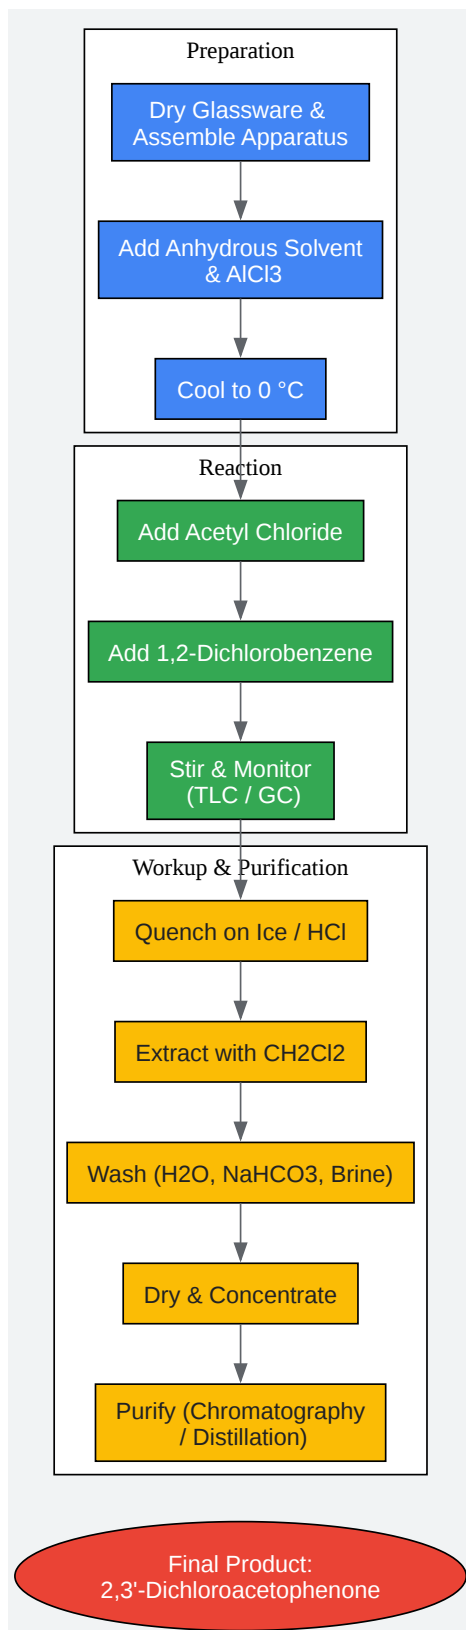 Preparation
Dry Glassware &
Assemble Apparatus
Add Anhydrous Solvent
& AlCl3
Cool to 0 °C
Reaction
Add Acetyl Chloride
Add 1,2-Dichlorobenzene
Stir & Monitor
(TLC / GC)
Workup & Purification
Quench on Ice / HCl
Extract with CH2Cl2
Wash (H2O, NaHCO3, Brine)
Dry & Concentrate
Purify (Chromatography
/ Distillation)
Final Product:
2,3'-Dichloroacetophenone